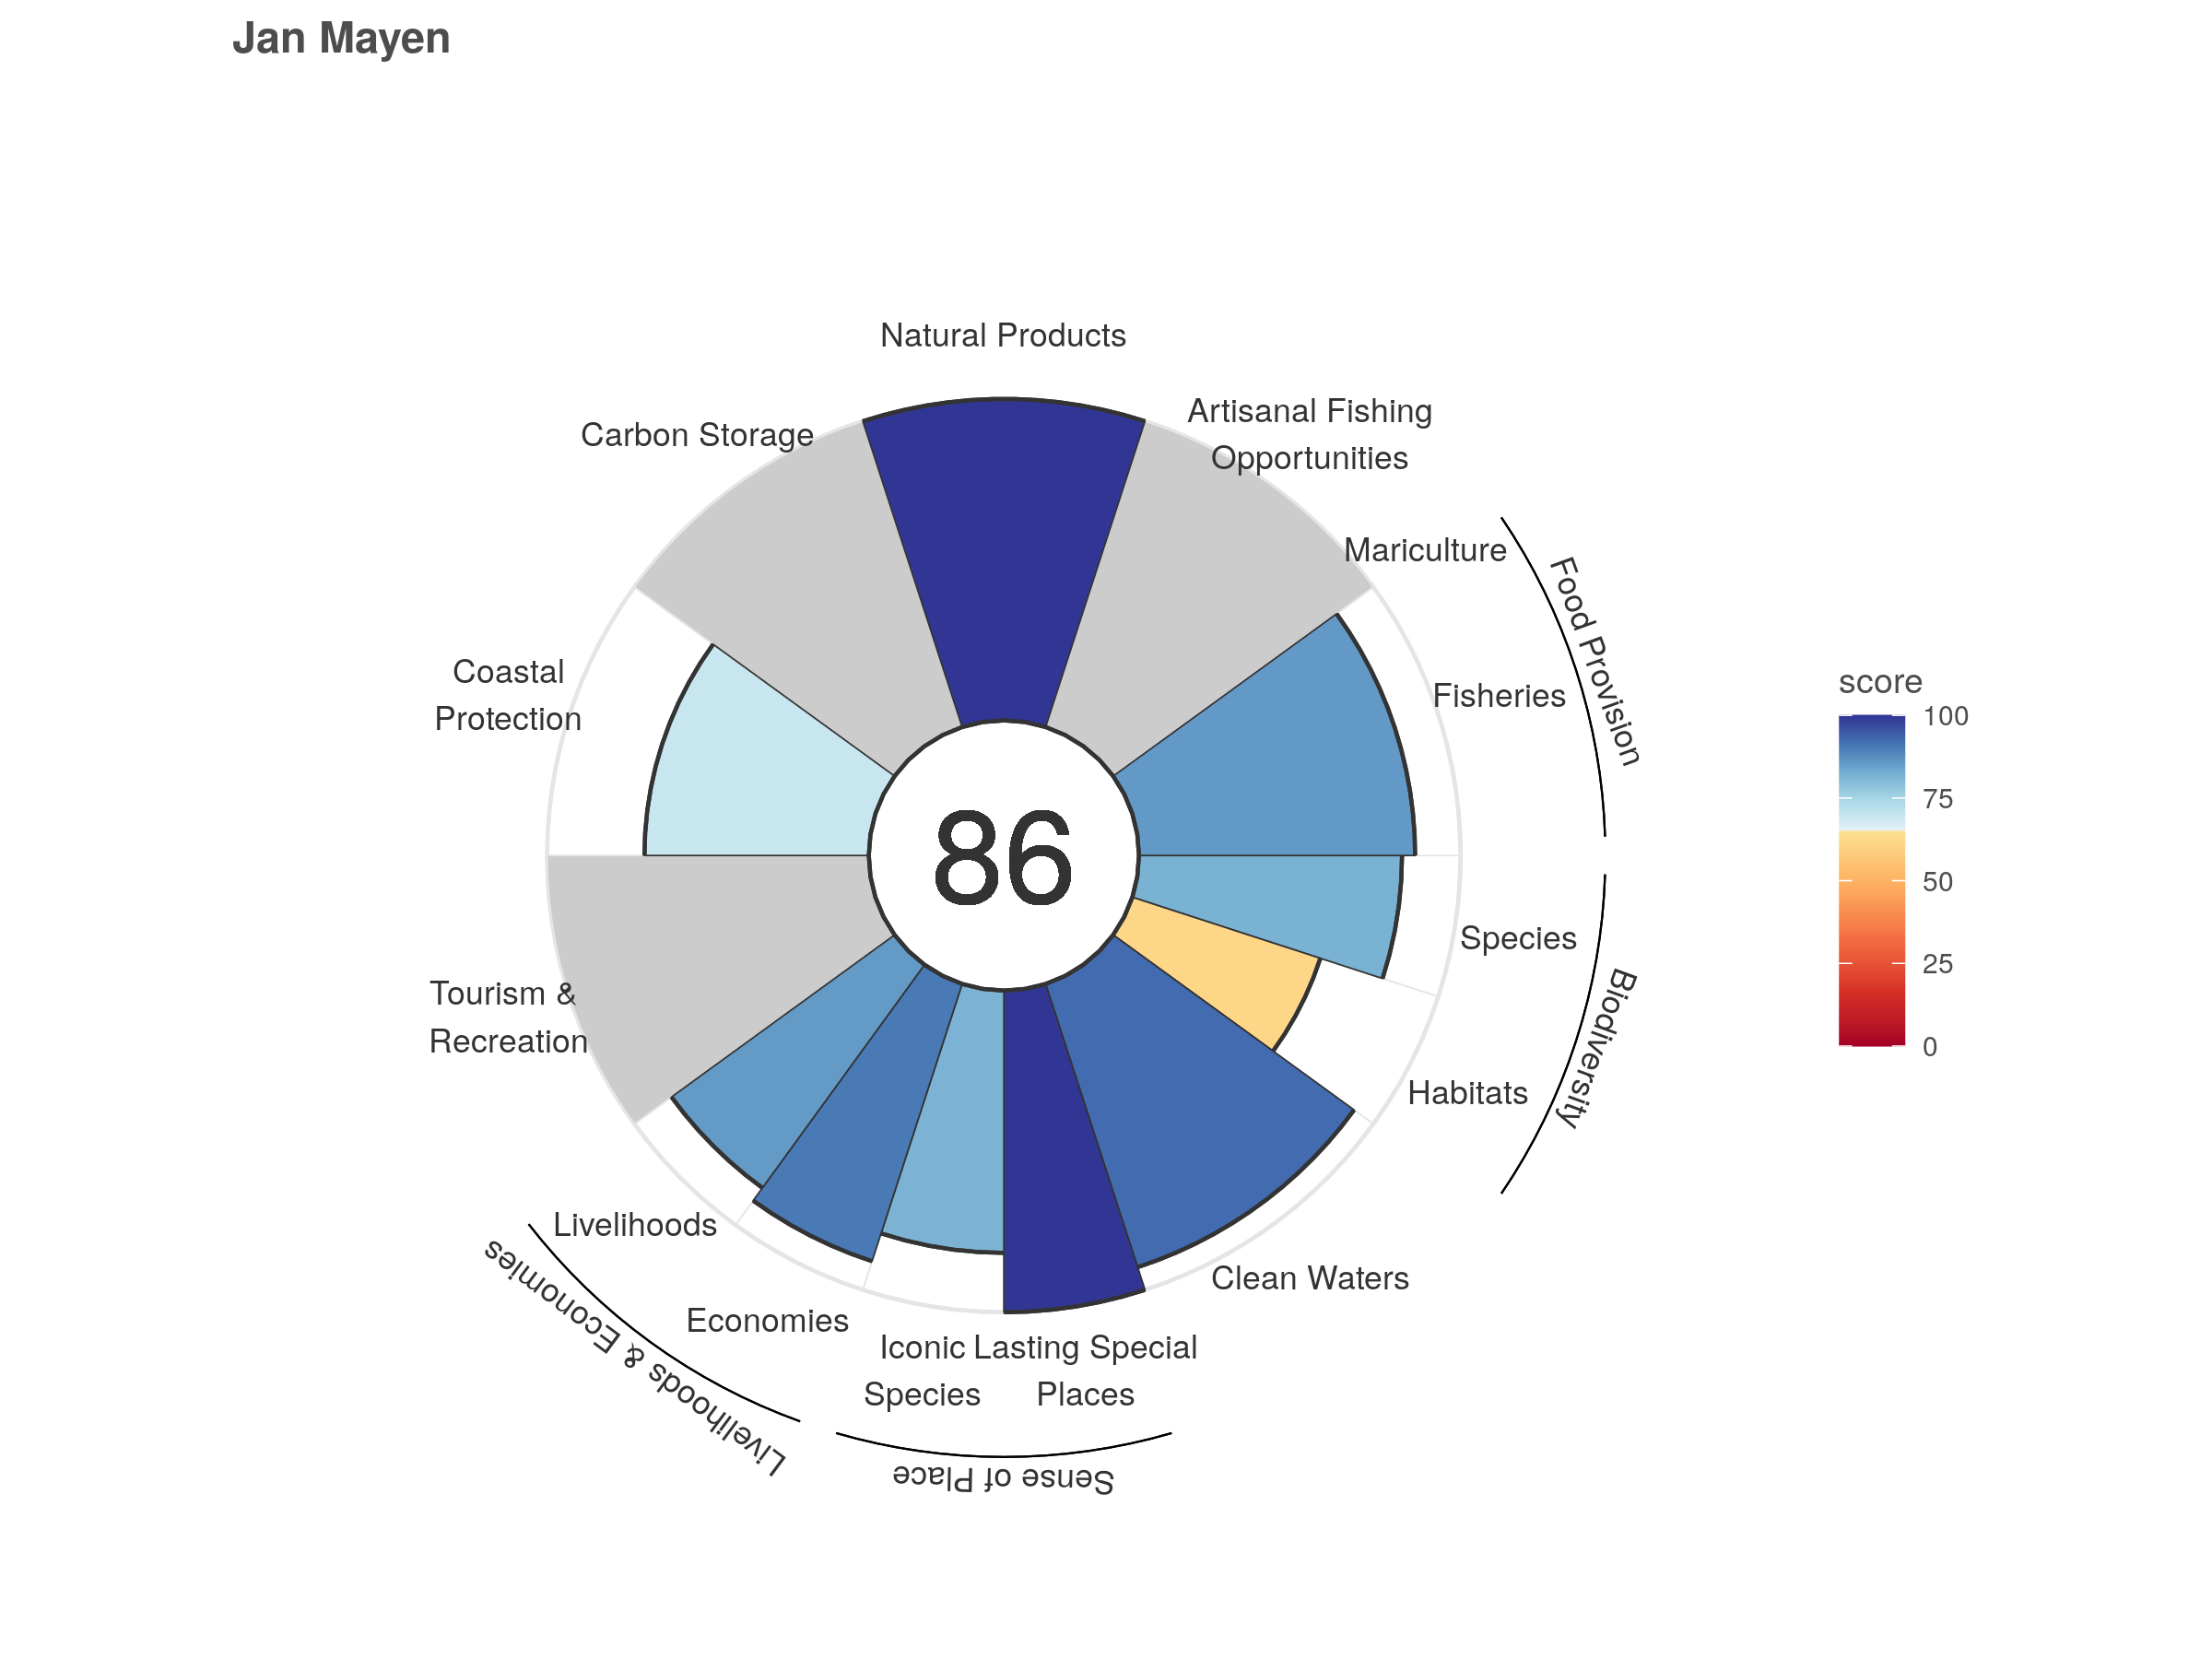 Jan Mayen
Natural Products
Artisanal Fishing
Opportunities
Carbon Storage
Mariculture
Food Provision
Fisheries
Coastal
Protection
86
Species
Biodiversity
Habitats
Tourism &
Recreation
Clean Waters
Livelihoods
Economies
Livelihoods & Economies
Iconic
Species
Lasting Special
Places
Sense of Place
score
100
75
50
25
0